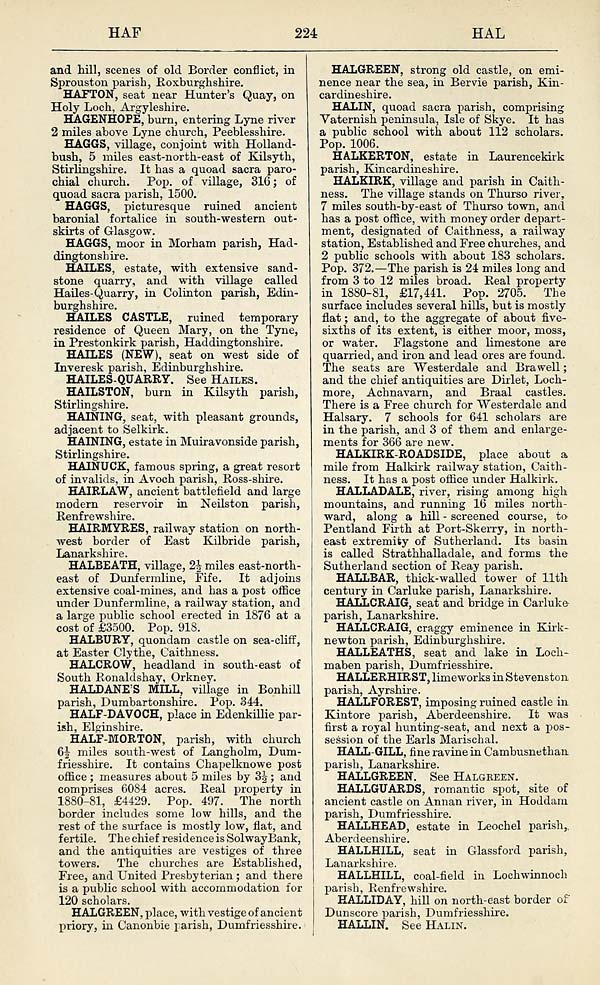 HAF 224 HAL
and hill, scenes of old Border conflict, in
Sprouston parish, Roxburghshire.
HAFTON, seat near Hunter's Quay, on
Holy Loch, Argyleshire.
HAGENHOPE, burn, entering Lyne river
2 miles above Lyne church, Peeblesshire.
HAGGS, village, conjoint with Holland-
bush, 5 miles east-north-east of Kilsyth,
Stirlingshire. It has a quoad sacra paro-
chial church. Pop. of village, 316; of
quoad sacra parish, 1500.
HAGGS, picturesque ruined ancient
baronial fortalice in south-western out-
skirts of Glasgow.
HAGGS, moor in Morham parish, Had-
dingtonshire.
HAILES, estate, with extensive sand-
stone quarry, and with village called
Hailes-Quarry, in Colinton parish, Edin-
burghshire.
HAILES CASTLE, ruined temporary
residence of Queen Mary, on the Tyne,
in Prestonkirk parish, Haddingtonshire.
HAILES (NEW), seat on west side of
Inveresk parish, Edinburghshire.
HAILES-QUARRY. See HAILES.
HAILSTON, burn in Kilsyth parish,
Stirlingshire.
HAINING, seat, with pleasant grounds,
adjacent to Selkirk.
HAINING, estate in Muiravonside parish,
Stirlingshire.
HAINUCK, famous spring, a great resort
of invalids, in Avoch parish, Ross-shire.
HAIRLAW, ancient battlefield and large
modern reservoir in Neilston parish,
Renfrewshire.
HAIRMYRES, railway station on north-
west border of East Kilbride parish,
Lanarkshire.
HALBEATH, village, 2½ miles east-north-
east of Dunfermline, Fife. It adjoins
extensive coal-mines, and has a post office
under Dunfermline, a railway station, and
a large public school erected in 1876 at a
cost of £3500. Pop. 918.
HALBURY, quondam castle on sea-cliff,
at Easter Clythe, Caithness.
HALCROW, headland in south-east of
South Ronaldshay, Orkney.
HALDANE'S MILL, village in Bonhill
parish, Dumbartonshire. Pop. 344.
HALF-DAVOCH, place in Edenkillie par-
ish, Elginshire.
HALF-MORTON, parish, with church
6½ miles south-west of Langholm, Dum-
friesshire. It contains Chapelknowe post
office; measures about 5 miles by 3½; and
comprises 6084 acres. Real property in
1880-81, £4429. Pop. 497. The north
border includes some low hills, and the
rest of the surface is mostly low, flat, and
fertile. The chief residence is Solway Bank,
and the antiquities are vestiges of three
towers. The churches are Established,
Free, and United Presbyterian; and there
is a public school with accommodation for
120 scholars.
HALGREEN, place, with vestige of ancient
priory, in Canonbie parish, Dumfriesshire.
HALGREEN, strong old castle, on emi-
nence near the sea, in Bervie parish, Kin-
cardineshire.
HALIN, quoad sacra parish, comprising
Vaternish peninsula, Isle of Skye. It has
a public school with about 112 scholars.
Pop. 1006.
HALKERTON, estate in Laurencekirk
parish, Kincardineshire.
HALKIRK, village and parish in Caith-
ness. The village stands on Thurso river,
7 miles south-by-east of Thurso town, and
has a post office, with money order depart-
ment, designated of Caithness, a railway
station, Established and Free churches, and
2 public schools with about 183 scholars.
Pop. 372.—The parish is 24 miles long and
from 3 to 12 miles broad. Real property
in 1880-81, £17,441. Pop. 2705. The
surface includes several hills, but is mostly
flat; and, to the aggregate of about five-
sixths of its extent, is either moor, moss,
or water. Flagstone and limestone are
quarried, and iron and lead ores are found.
The seats are Westerdale and Brawell;
and the chief antiquities are Dirlet, Loch-
more, Achnavarn, and Braal castles.
There is a Free church for Westerdale and
Halsary. 7 schools for 641 scholars are
in the parish, and 3 of them and enlarge-
ments for 366 are new.
HALKIRK-ROADSIDE, place about a
mile from Halkirk railway station, Caith-
ness. It has a post office under Halkirk.
HALLADALE, river, rising among high
mountains, and running 16 miles north-
ward, along a hill-screened course, to
Pentland Firth at Port-Skerry, in north-
east extremity of Sutherland. Its basin
is called Strathhalladale, and forms the
Sutherland section of Reay parish.
HALLBAR, thick-walled tower of 11th
century in Carluke parish, Lanarkshire.
HALLCRAIG, seat and bridge in Carluke
parish, Lanarkshire.
HALLCRAIG, craggy eminence in Kirk-
newton parish, Edinburghshire.
HALLEATHS, seat and lake in Loch-
maben parish, Dumfriesshire.
HALLERHIRST, limeworks in Stevenston
parish, Ayrshire.
HALLFOREST, imposing ruined castle in
Kintore parish, Aberdeenshire. It was
first a royal hunting-seat, and next a pos-
session of the Earls Marischal.
HALL-GILL, fine ravine in Cambusnethan
parish, Lanarkshire.
HALLGREEN. See HALGREEN.
HALLGUARDS, romantic spot, site of
ancient castle on Annan river, in Hoddam
parish, Dumfriesshire.
HALLHEAD, estate in Leochel parish,
Aberdeenshire.
HALLHILL, seat in Glassford parish,
Lanarkshire.
HALLHILL, coal-field in Lochwinnoch
parish, Renfrewshire.
HALLIDAY, hill on north-east border of
Dunscore parish, Dumfriesshire.
HALLIN. See HALIN.